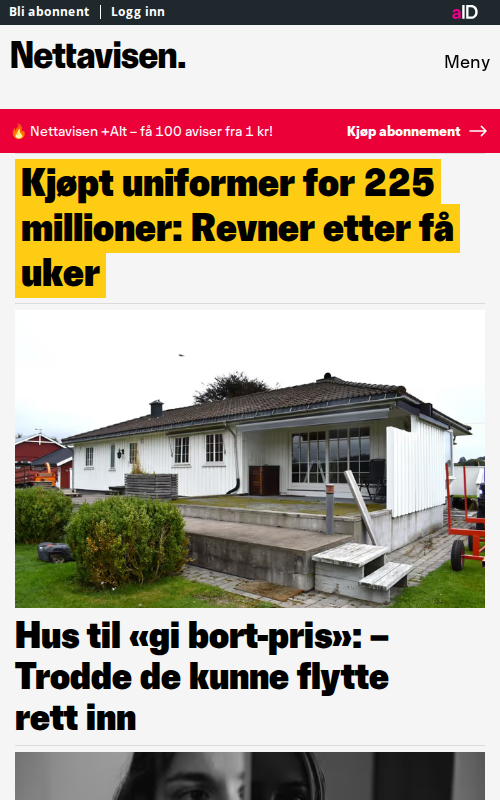 Bli abonnent
Logg inn
aID
Nettavisen.
Meny
🔥 Nettavisen +Alt – få 100 aviser fra 1 kr!
Kjøp abonnement →
Kjøpt uniformer for 225
millioner: Revner etter få
uker
Hus til «gi bort-pris»: –
Trodde de kunne flytte
rett inn